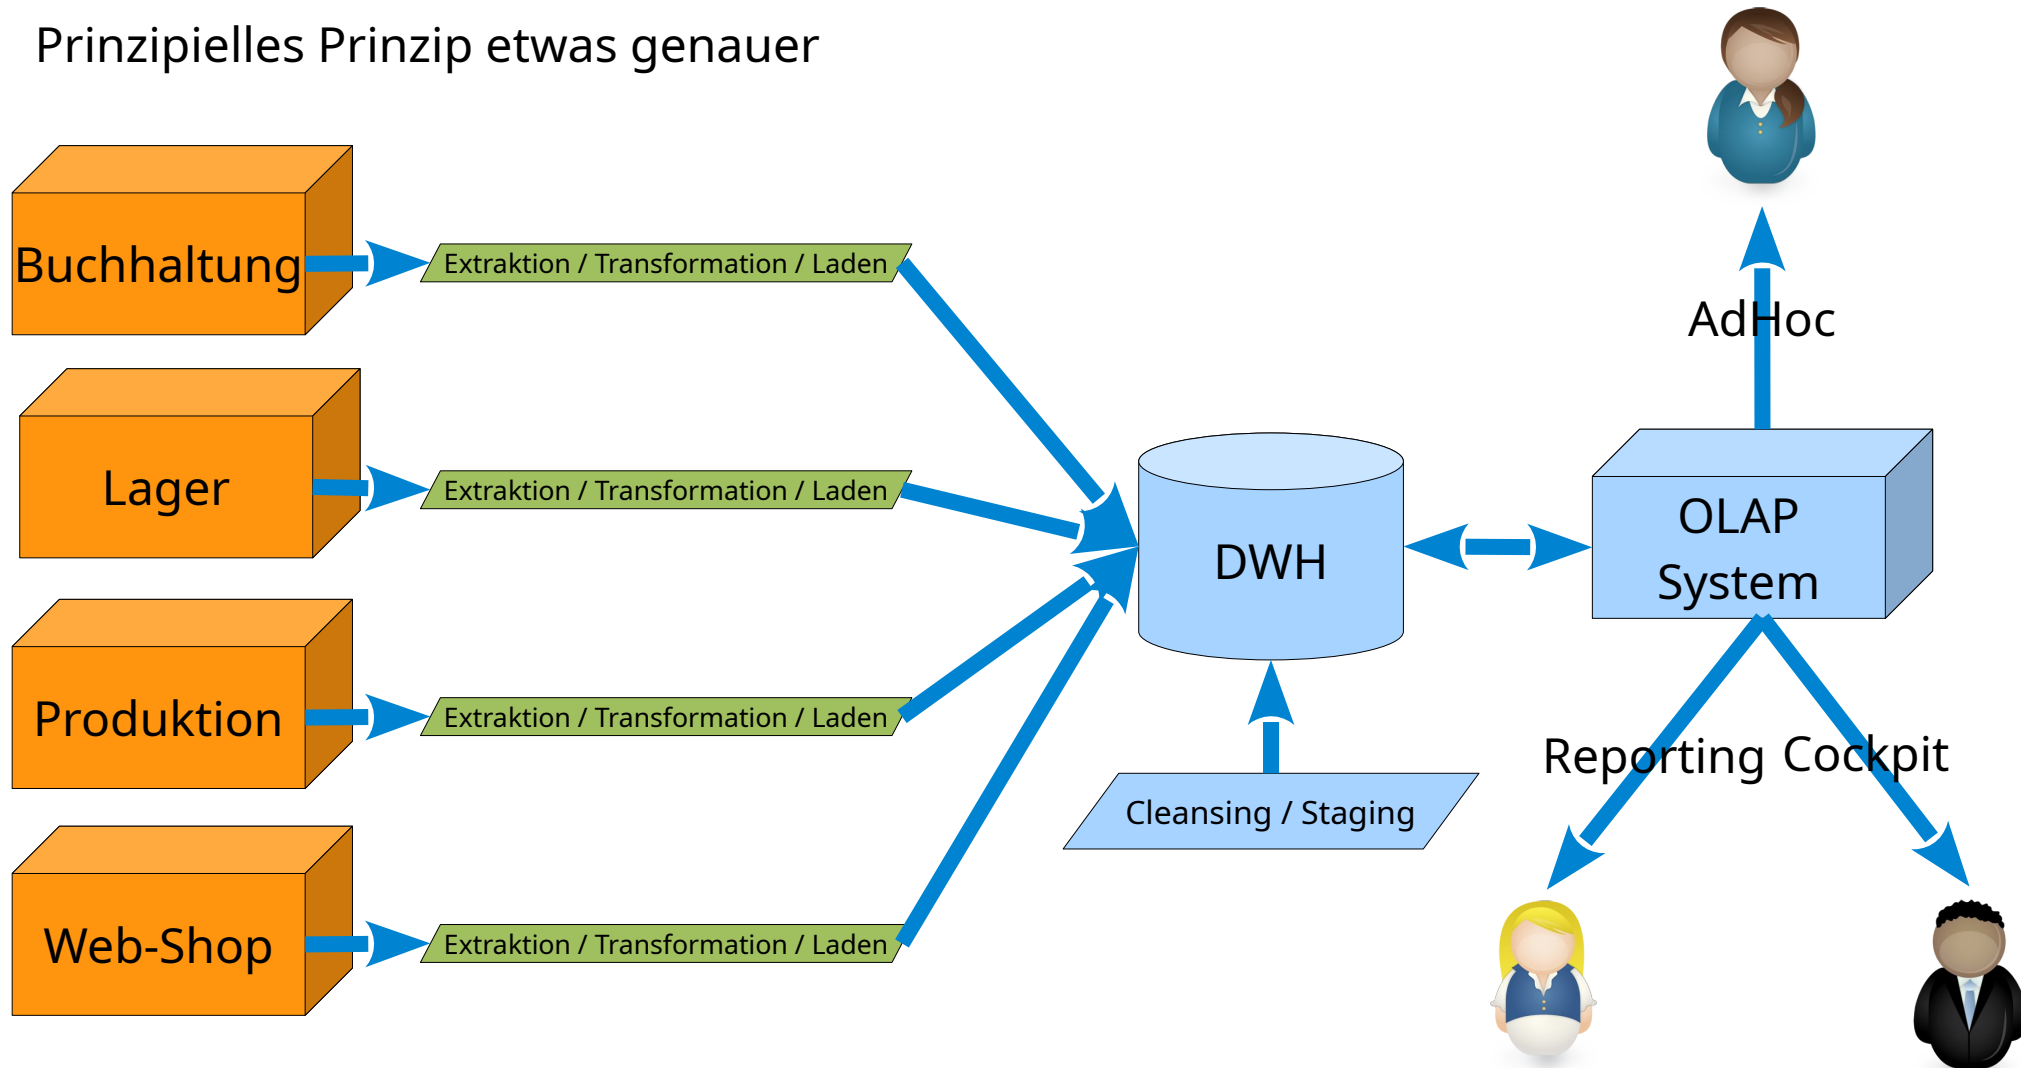 Prinzipielles Prinzip etwas genauer
Buchhaltung
Extraktion / Transformation / Laden
Lager
Extraktion / Transformation / Laden
Produktion
Extraktion / Transformation / Laden
Web-Shop
Extraktion / Transformation / Laden
DWH
Cleansing / Staging
OLAP
System
AdHoc
Reporting
Cockpit